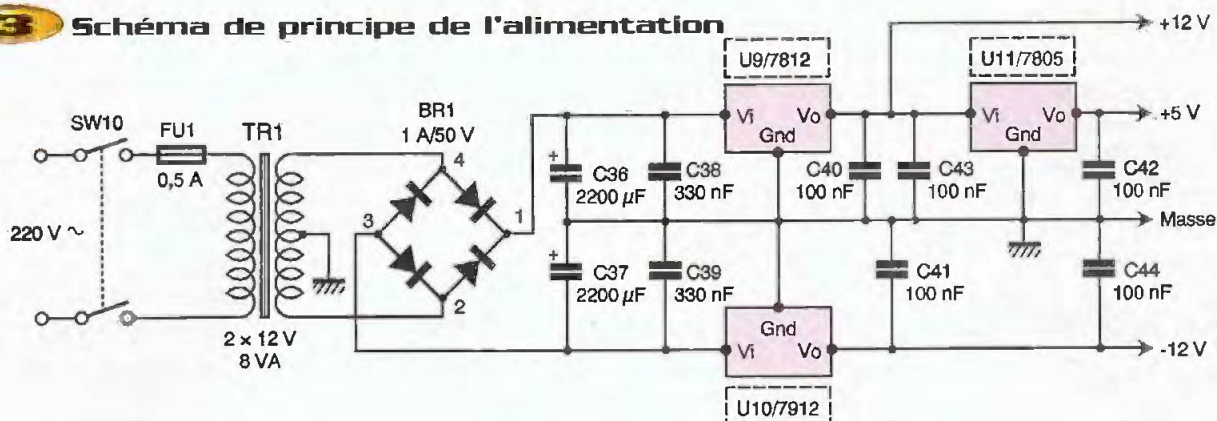 3 Schéma de principe de l'alimentation
+12 V
U9/7812
U11/7805
SW10
FU1
TR1
BR1
1 A/50 V
4
Vi
Vo
Gnd
Vi
Vo
Gnd
+5 V
0,5 A
+
C36
2200 µF
C38
330 nF
C40
100 nF
C43
100 nF
C42
100 nF
3
1
220 V ~
Masse
+
C37
2200 µF
C39
330 nF
C41
100 nF
C44
100 nF
2
2 × 12 V
8 VA
Gnd
Vi
Vo
-12 V
U10/7912